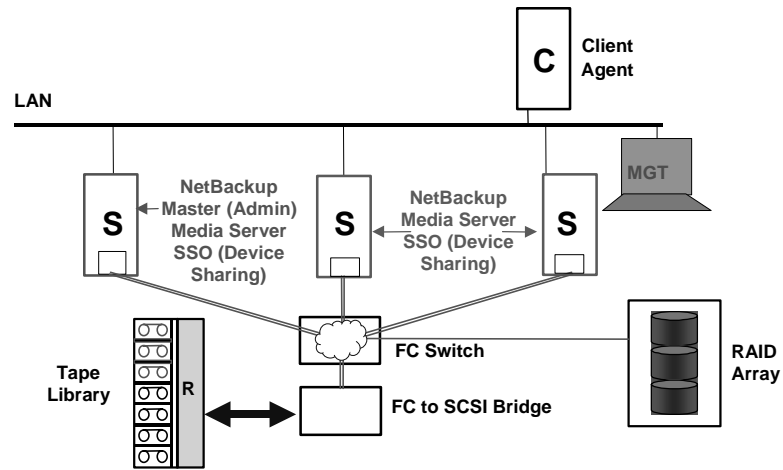 C
Client
Agent
LAN
MGT
S
NetBackup
Master (Admin)
Media Server
SSO (Device
Sharing)
S
NetBackup
Media Server
SSO (Device
Sharing)
S
FC Switch
RAID
Array
Tape
Library
R
FC to SCSI Bridge